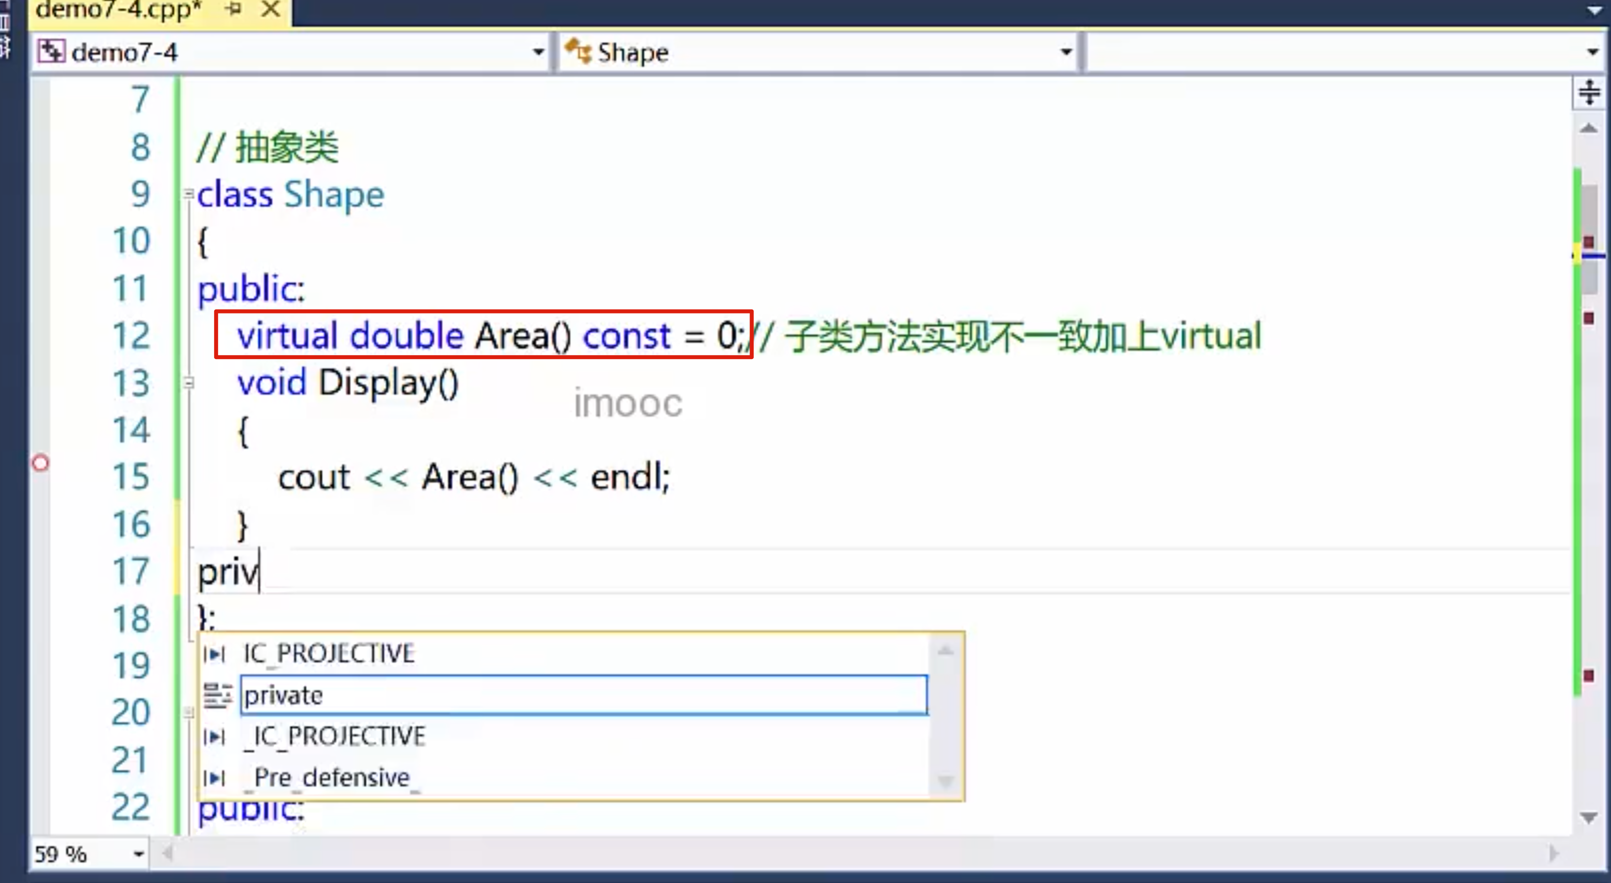 demo7-4.cpp*
demo7-4
Shape
7
8 // 抽象类
9 class Shape
10 {
11 public:
12 virtual double Area() const = 0;// 子类方法实现不一致加上virtual
13 void Display()
imooc
14 {
15 cout << Area() << endl;
16 }
17 priv
18 };
19 IC_PROJECTIVE
private
20
_IC_PROJECTIVE
21 _Pre_defensive_
22 public:
59 %